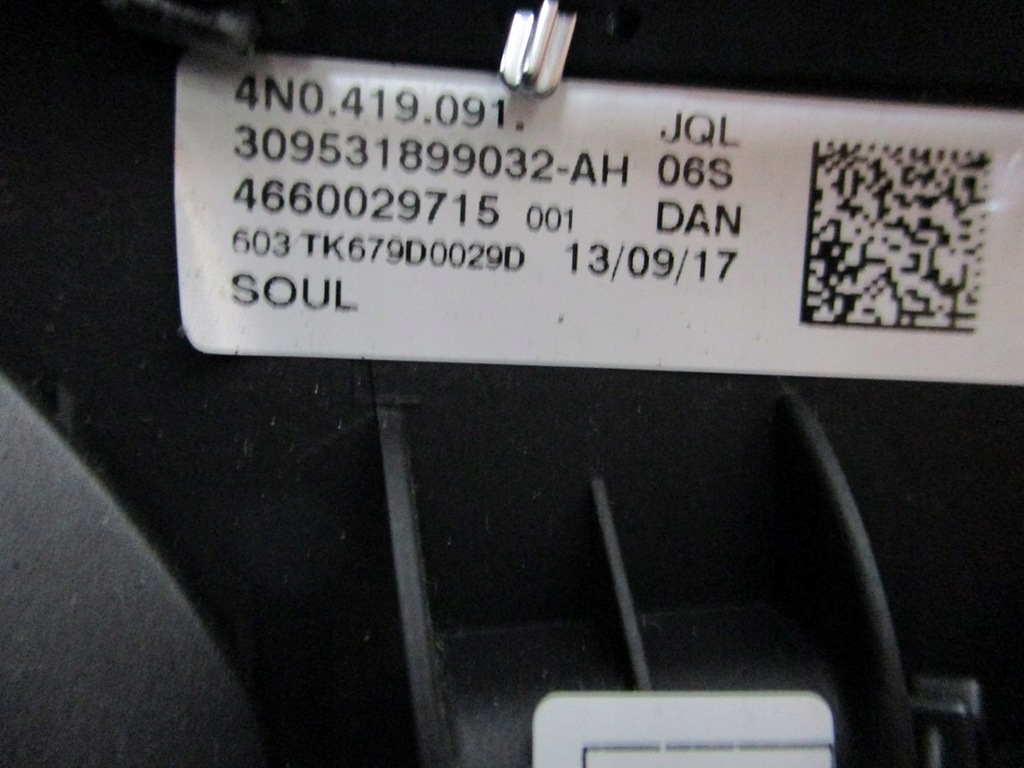 4N0.419.091. JQL
309531899032-AH 06S
4660029715 001 DAN
603 TK679D0029D 13/09/17
SOUL